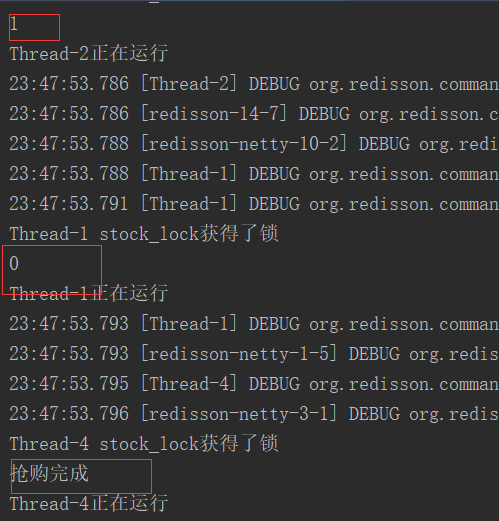 1
Thread-2正在运行
23:47:53.786 [Thread-2] DEBUG org.redisson.comman
23:47:53.786 [redisson-14-7] DEBUG org.redisson.c
23:47:53.788 [redisson-netty-10-2] DEBUG org.redi
23:47:53.788 [Thread-1] DEBUG org.redisson.comman
23:47:53.791 [Thread-1] DEBUG org.redisson.comman
Thread-1 stock_lock获得了锁
0
Thread-1正在运行
23:47:53.793 [Thread-1] DEBUG org.redisson.comman
23:47:53.793 [redisson-netty-1-5] DEBUG org.redis
23:47:53.795 [Thread-4] DEBUG org.redisson.comman
23:47:53.796 [redisson-netty-3-1] DEBUG org.redis
Thread-4 stock_lock获得了锁
抢购完成
Thread-4正在运行